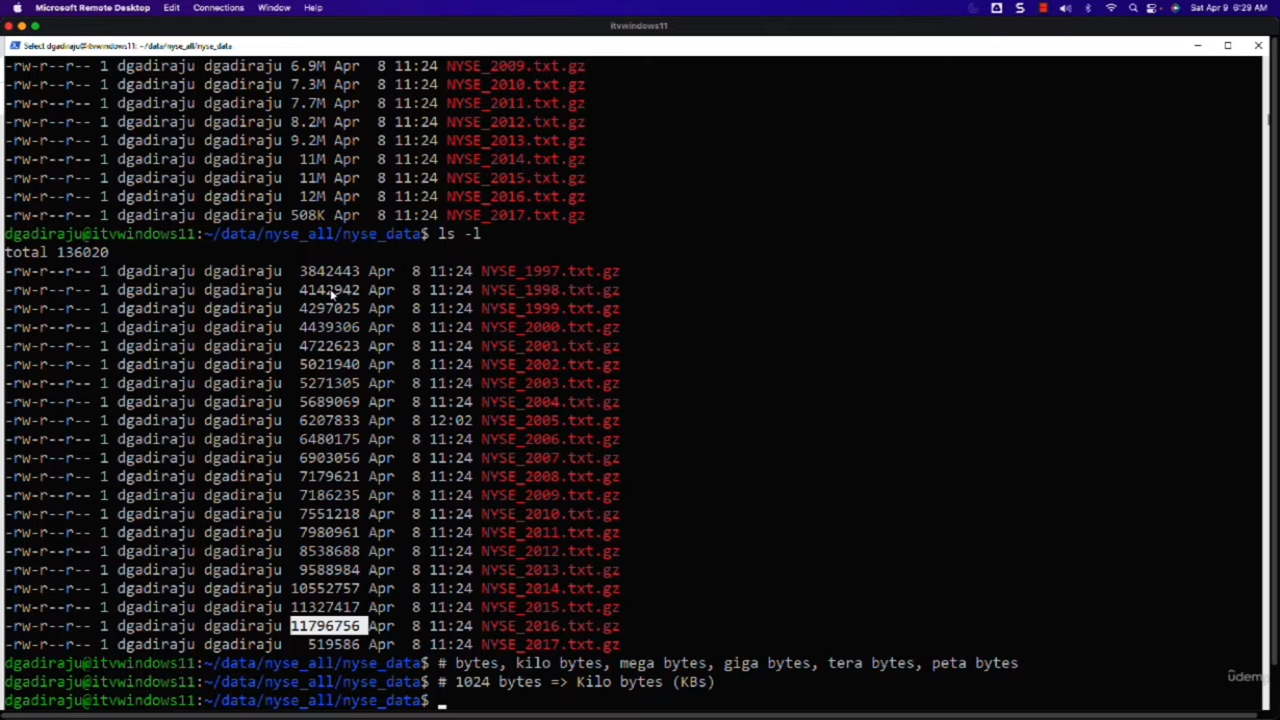 Microsoft Remote Desktop Edit Connections Window Help Sat Apr 9 6:29 AM
itvwindows11
Select dgadiraju@itvwindows11: ~/data/nyse_all/nyse_data
-rw-r--r-- 1 dgadiraju dgadiraju 6.9M Apr 8 11:24 NYSE_2009.txt.gz
-rw-r--r-- 1 dgadiraju dgadiraju 7.3M Apr 8 11:24 NYSE_2010.txt.gz
-rw-r--r-- 1 dgadiraju dgadiraju 7.7M Apr 8 11:24 NYSE_2011.txt.gz
-rw-r--r-- 1 dgadiraju dgadiraju 8.2M Apr 8 11:24 NYSE_2012.txt.gz
-rw-r--r-- 1 dgadiraju dgadiraju 9.2M Apr 8 11:24 NYSE_2013.txt.gz
-rw-r--r-- 1 dgadiraju dgadiraju 11M Apr 8 11:24 NYSE_2014.txt.gz
-rw-r--r-- 1 dgadiraju dgadiraju 11M Apr 8 11:24 NYSE_2015.txt.gz
-rw-r--r-- 1 dgadiraju dgadiraju 12M Apr 8 11:24 NYSE_2016.txt.gz
-rw-r--r-- 1 dgadiraju dgadiraju 508K Apr 8 11:24 NYSE_2017.txt.gz
dgadiraju@itvwindows11:~/data/nyse_all/nyse_data$ ls -l
total 136020
-rw-r--r-- 1 dgadiraju dgadiraju 3842443 Apr 8 11:24 NYSE_1997.txt.gz
-rw-r--r-- 1 dgadiraju dgadiraju 4142942 Apr 8 11:24 NYSE_1998.txt.gz
-rw-r--r-- 1 dgadiraju dgadiraju 4297025 Apr 8 11:24 NYSE_1999.txt.gz
-rw-r--r-- 1 dgadiraju dgadiraju 4439306 Apr 8 11:24 NYSE_2000.txt.gz
-rw-r--r-- 1 dgadiraju dgadiraju 4722623 Apr 8 11:24 NYSE_2001.txt.gz
-rw-r--r-- 1 dgadiraju dgadiraju 5021940 Apr 8 11:24 NYSE_2002.txt.gz
-rw-r--r-- 1 dgadiraju dgadiraju 5271305 Apr 8 11:24 NYSE_2003.txt.gz
-rw-r--r-- 1 dgadiraju dgadiraju 5689069 Apr 8 11:24 NYSE_2004.txt.gz
-rw-r--r-- 1 dgadiraju dgadiraju 6207833 Apr 8 12:02 NYSE_2005.txt.gz
-rw-r--r-- 1 dgadiraju dgadiraju 6480175 Apr 8 11:24 NYSE_2006.txt.gz
-rw-r--r-- 1 dgadiraju dgadiraju 6903056 Apr 8 11:24 NYSE_2007.txt.gz
-rw-r--r-- 1 dgadiraju dgadiraju 7179621 Apr 8 11:24 NYSE_2008.txt.gz
-rw-r--r-- 1 dgadiraju dgadiraju 7186235 Apr 8 11:24 NYSE_2009.txt.gz
-rw-r--r-- 1 dgadiraju dgadiraju 7551218 Apr 8 11:24 NYSE_2010.txt.gz
-rw-r--r-- 1 dgadiraju dgadiraju 7980961 Apr 8 11:24 NYSE_2011.txt.gz
-rw-r--r-- 1 dgadiraju dgadiraju 8538688 Apr 8 11:24 NYSE_2012.txt.gz
-rw-r--r-- 1 dgadiraju dgadiraju 9588984 Apr 8 11:24 NYSE_2013.txt.gz
-rw-r--r-- 1 dgadiraju dgadiraju 10552757 Apr 8 11:24 NYSE_2014.txt.gz
-rw-r--r-- 1 dgadiraju dgadiraju 11327417 Apr 8 11:24 NYSE_2015.txt.gz
-rw-r--r-- 1 dgadiraju dgadiraju 11796756 Apr 8 11:24 NYSE_2016.txt.gz
-rw-r--r-- 1 dgadiraju dgadiraju 519586 Apr 8 11:24 NYSE_2017.txt.gz
dgadiraju@itvwindows11:~/data/nyse_all/nyse_data$ # bytes, kilo bytes, mega bytes, giga bytes, tera bytes, peta bytes
dgadiraju@itvwindows11:~/data/nyse_all/nyse_data$ # 1024 bytes => Kilo bytes (KBs)
dgadiraju@itvwindows11:~/data/nyse_all/nyse_data$
ûdemy